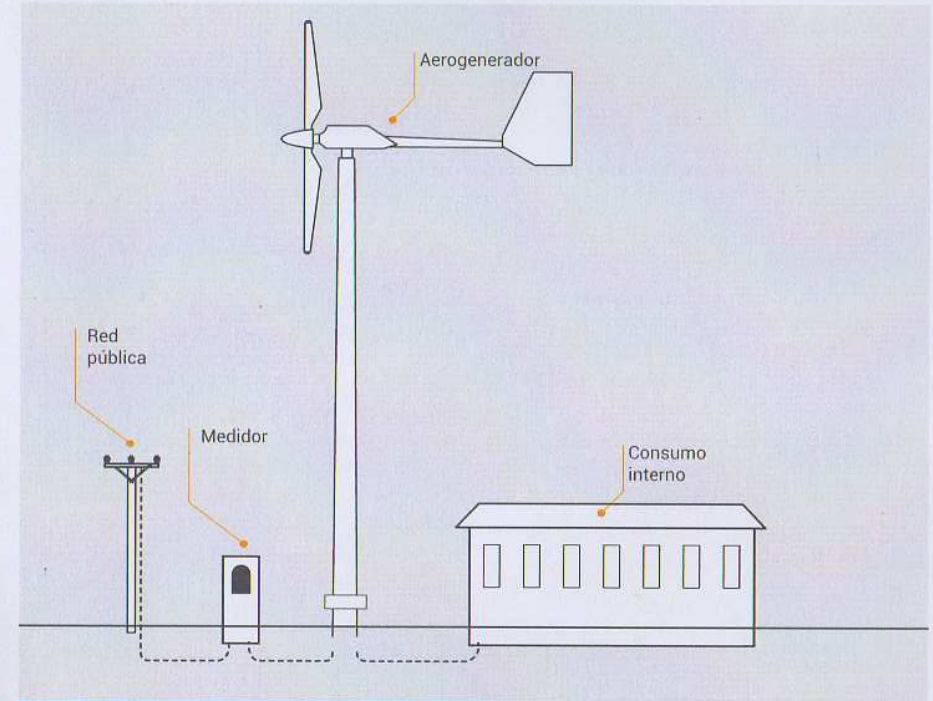 Aerogenerador
Red
pública
Medidor
Consumo
interno